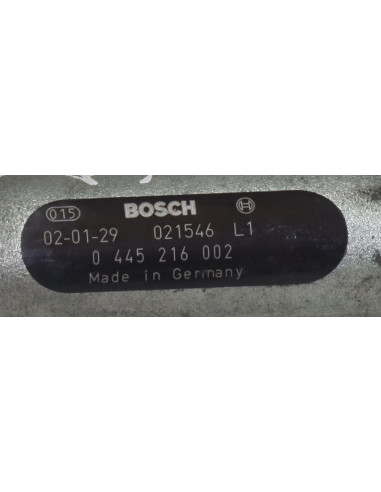 015 BOSCH
02-01-29 021546 L1
0 445 216 002
Made in Germany